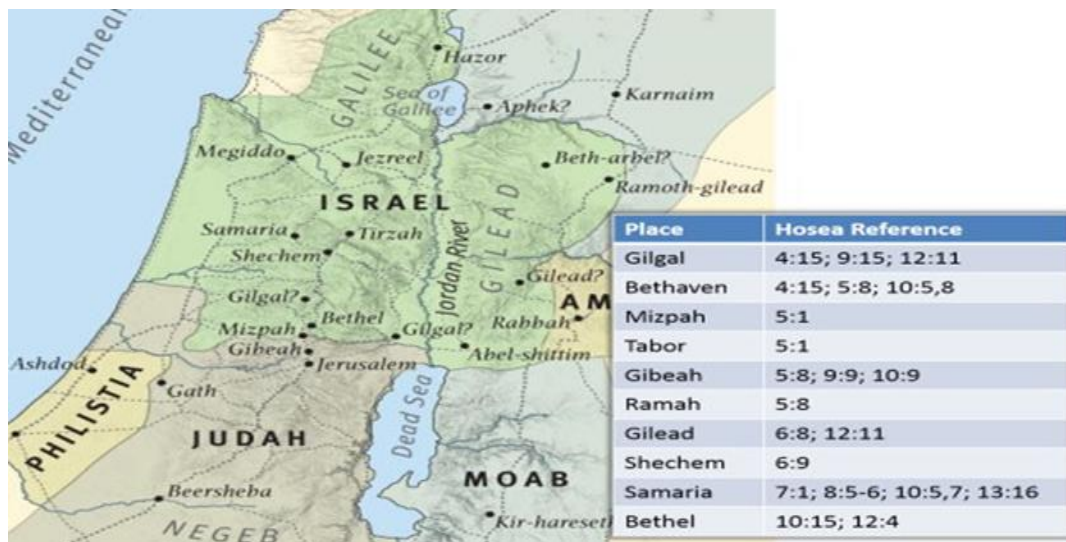 Mediterranean
GALILEE
Hazor
Sea of
Galilee
Aphek?
Karnaim
Megiddo
Jezreel
Beth-arbel?
Ramoth-gilead
ISRAEL
GILEAD
Samaria
Tirzah
Shechem
Jordan River
Gilead?
Gilgal?
AM
Bethel
Rabbah
Mizpah
Gilgal?
Gibeah
Abel-shittim
Jerusalem
Ashdod
Gath
PHILISTIA
JUDAH
Dead Sea
MOAB
Beersheba
NEGEB
Kir-hareset
Place Hosea Reference
Gilgal 4:15; 9:15; 12:11
Bethaven 4:15; 5:8; 10:5,8
Mizpah 5:1
Tabor 5:1
Gibeah 5:8; 9:9; 10:9
Ramah 5:8
Gilead 6:8; 12:11
Shechem 6:9
Samaria 7:1; 8:5-6; 10:5,7; 13:16
Bethel 10:15; 12:4